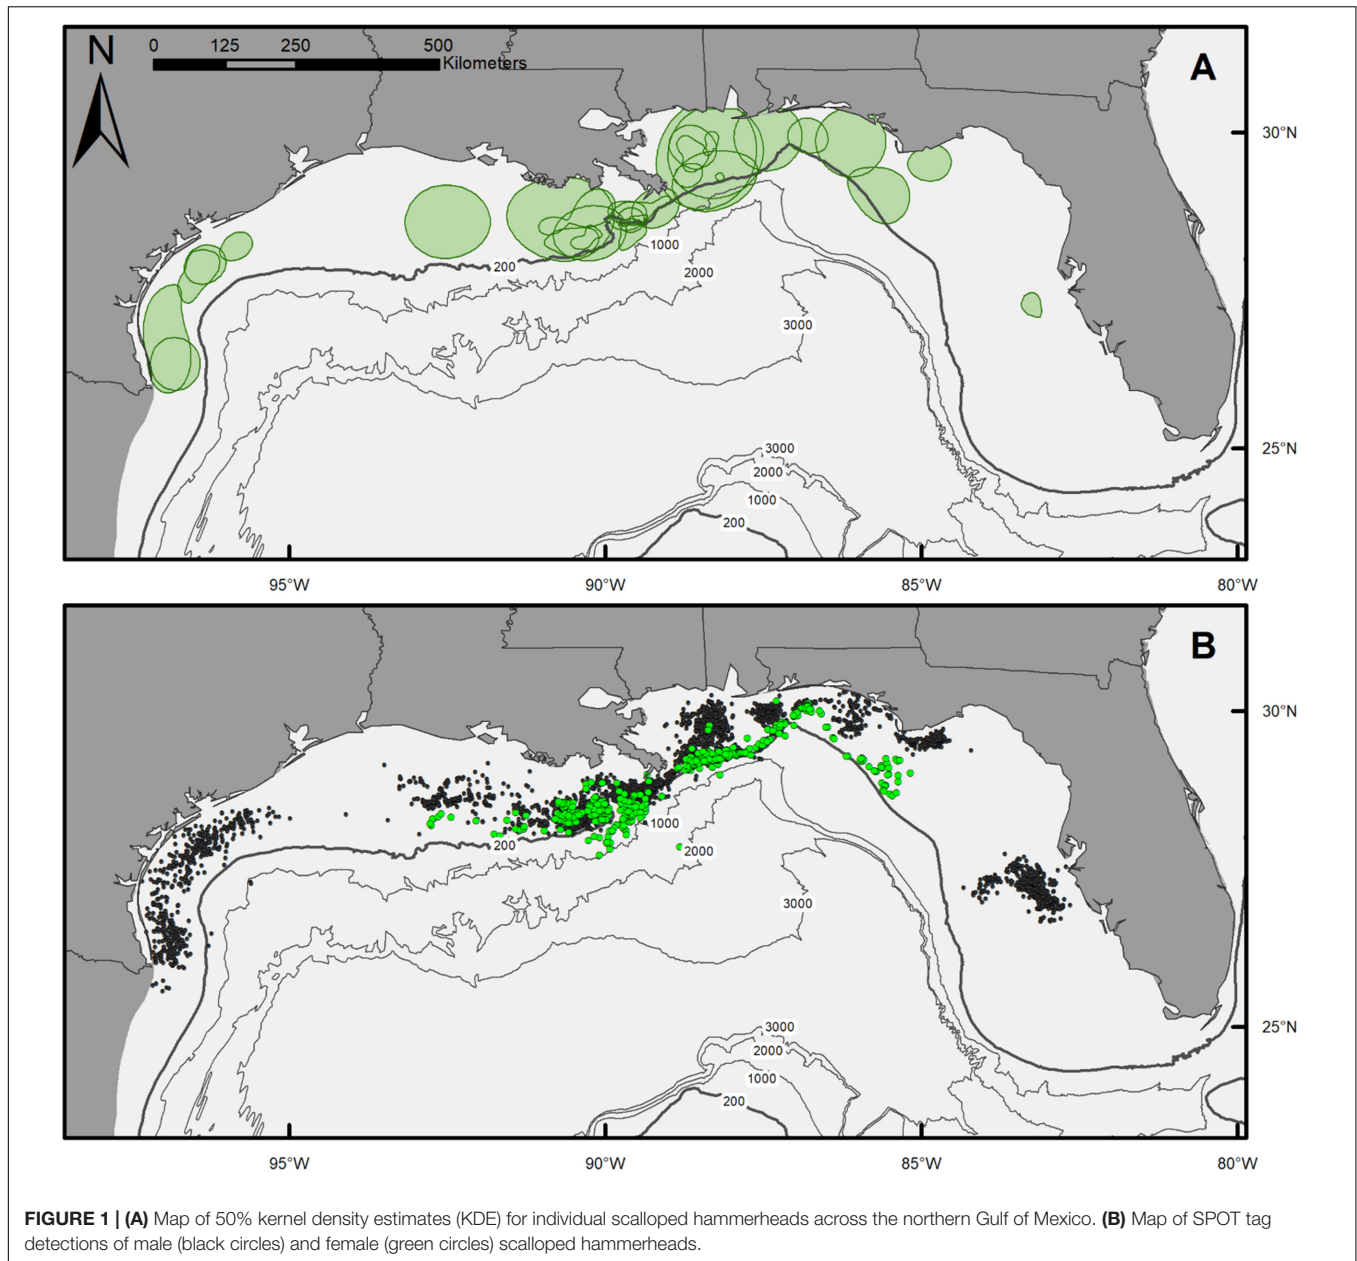 N
0 125 250 500
Kilometers
A
30°N
200
1000
2000
3000
3000
2000
1000
200
25°N
95°W 90°W 85°W 80°W
B
30°N
200
1000
2000
3000
3000
2000
1000
200
25°N
95°W 90°W 85°W 80°W
FIGURE 1 | (A) Map of 50% kernel density estimates (KDE) for individual scalloped hammerheads across the northern Gulf of Mexico. (B) Map of SPOT tag
detections of male (black circles) and female (green circles) scalloped hammerheads.